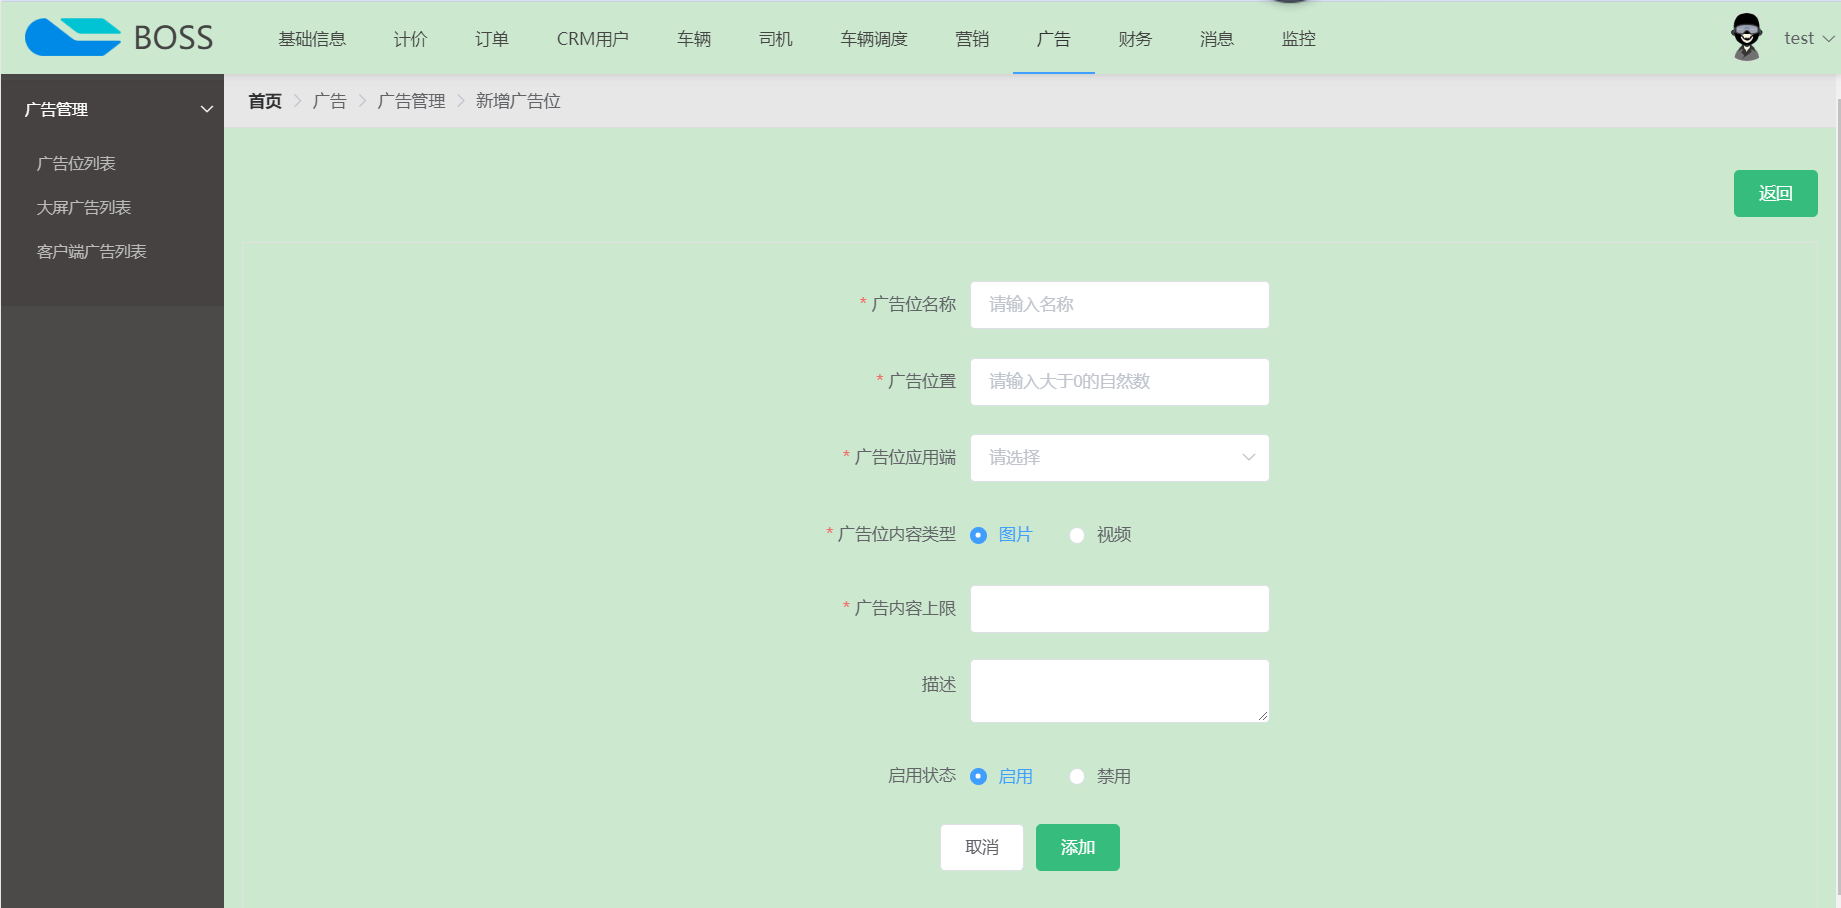 BOSS
基础信息 计价 订单 CRM用户 车辆 司机 车辆调度 营销 广告 财务 消息 监控
test
广告管理
广告位列表
大屏广告列表
客户端广告列表
首页 广告 广告管理 新增广告位
返回
* 广告位名称 请输入名称
* 广告位置 请输入大于0的自然数
* 广告位应用端 请选择
* 广告位内容类型 图片 视频
* 广告内容上限
描述
启用状态 启用 禁用
取消 添加